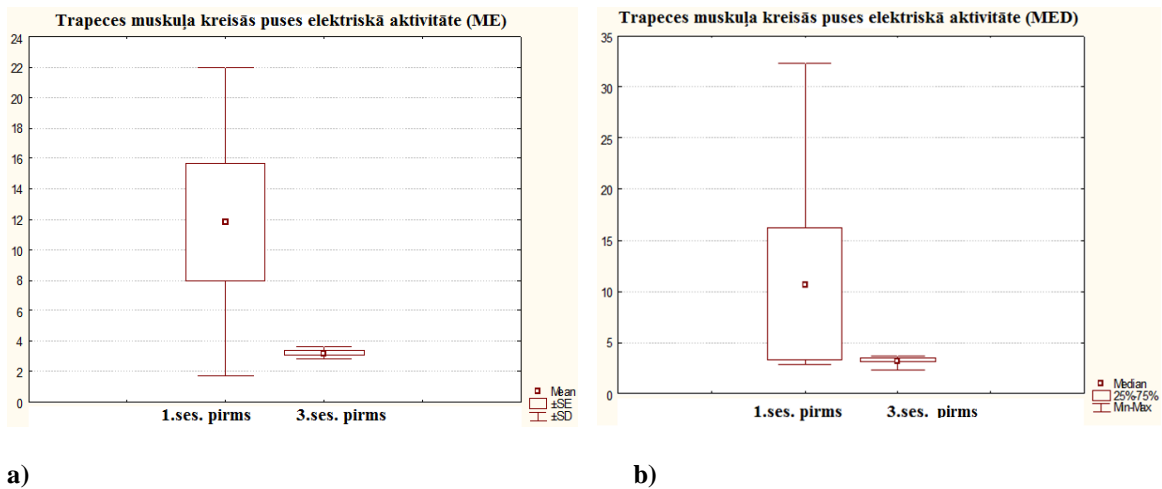 Trapeces muskuļa kreisās puses elektriskā aktivitāte (ME)
24
22
20
18
16
14
12
10
8
6
4
2
0
1.ses. pirms 3.ses. pirms
Mean
±SE
±SD
a)
Trapeces muskuļa kreisās puses elektriskā aktivitāte (MED)
35
30
25
20
15
10
5
0
1.ses. pirms 3.ses. pirms
Median
25%-75%
Min-Max
b)